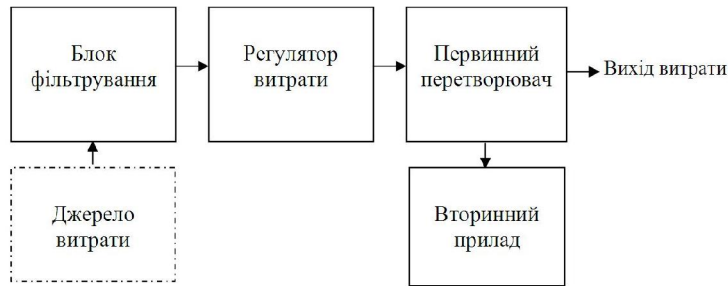 Блок
фільтрування
Регулятор
витрати
Первинний
перетворювач
Вихід витрати
Джерело
витрати
Вторинний
прилад